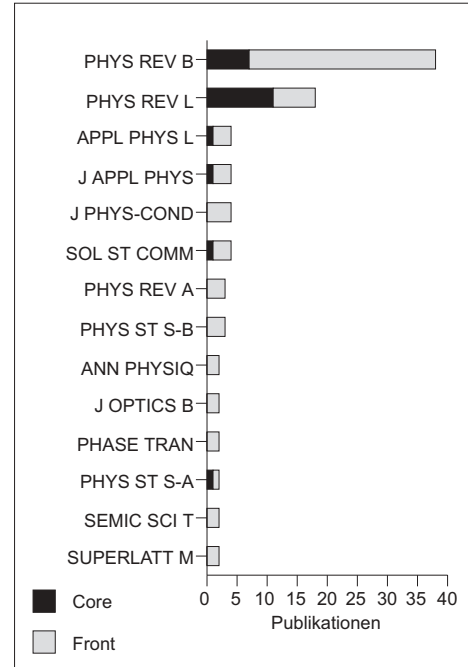 PHYS REV B
PHYS REV L
APPL PHYS L
J APPL PHYS
J PHYS-COND
SOL ST COMM
PHYS REV A
PHYS ST S-B
ANN PHYSIQ
J OPTICS B
PHASE TRAN
PHYS ST S-A
SEMIC SCI T
SUPERLATT M
0 5 10 15 20 25 30 35 40
Publikationen
Core
Front